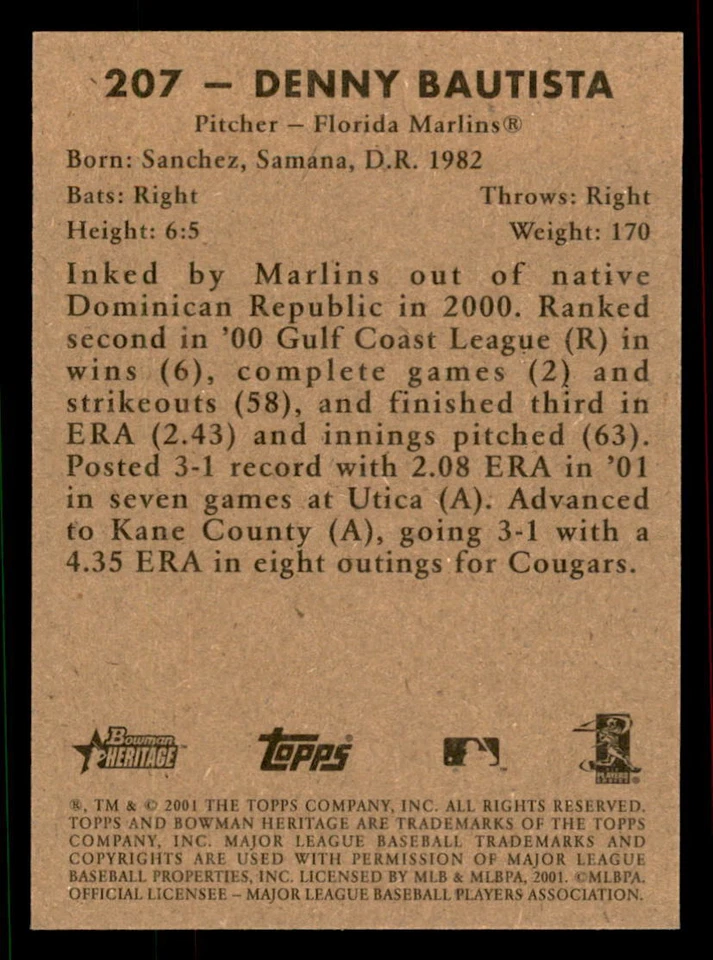 207 – DENNY BAUTISTA
Pitcher – Florida Marlins®
Born: Sanchez, Samana, D.R. 1982
Bats: Right Throws: Right
Height: 6:5 Weight: 170
Inked by Marlins out of native
Dominican Republic in 2000. Ranked
second in '00 Gulf Coast League (R) in
wins (6), complete games (2) and
strikeouts (58), and finished third in
ERA (2.43) and innings pitched (63).
Posted 3-1 record with 2.08 ERA in '01
in seven games at Utica (A). Advanced
to Kane County (A), going 3-1 with a
4.35 ERA in eight outings for Cougars.
Bowman HERITAGE™ Topps® ™ PLAYERS CHOICE®
®, TM & © 2001 THE TOPPS COMPANY, INC. ALL RIGHTS RESERVED.
TOPPS AND BOWMAN HERITAGE ARE TRADEMARKS OF THE TOPPS
COMPANY, INC. MAJOR LEAGUE BASEBALL TRADEMARKS AND
COPYRIGHTS ARE USED WITH PERMISSION OF MAJOR LEAGUE
BASEBALL PROPERTIES, INC. LICENSED BY MLB & MLBPA, 2001. ©MLBPA.
OFFICIAL LICENSEE – MAJOR LEAGUE BASEBALL PLAYERS ASSOCIATION.